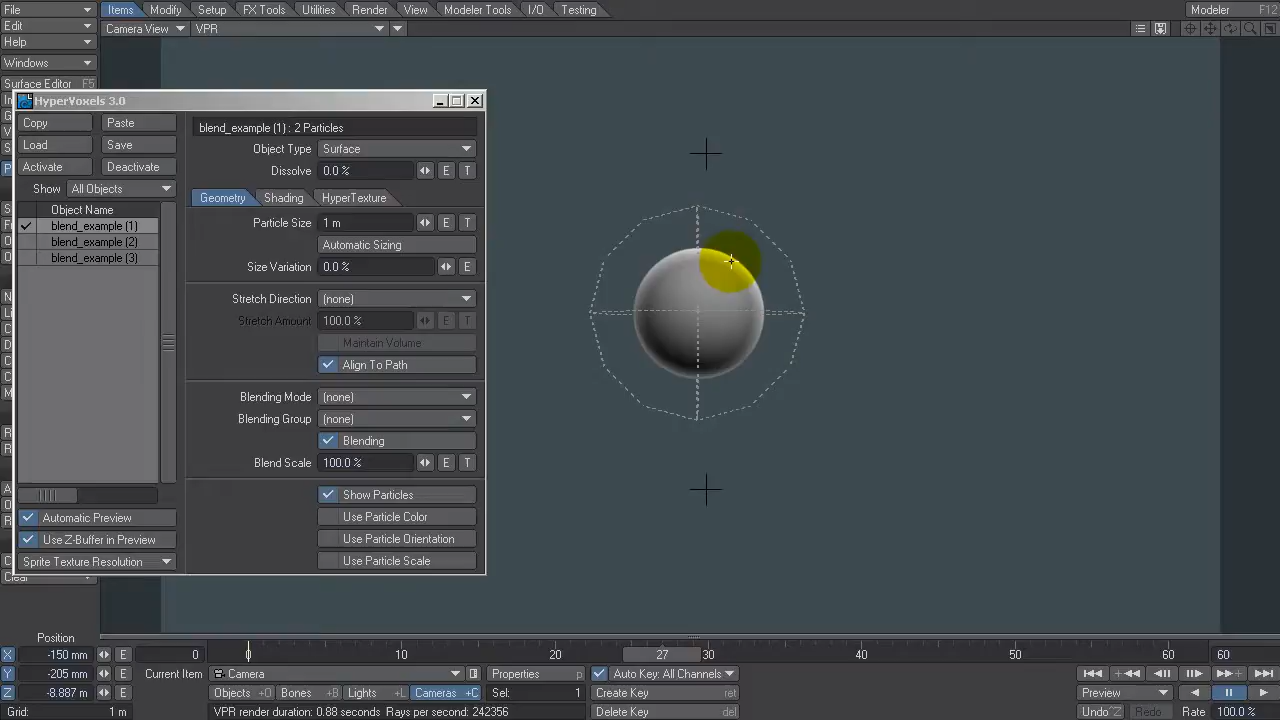 File
Items Modify Setup FX Tools Utilities Render View Modeler Tools I/O Testing
Modeler F12
Edit
Camera View VPR
Help
Windows
Surface Editor F5
HyperVoxels 3.0
Copy Paste
Load Save
Activate Deactivate
Show All Objects
Object Name
blend_example (1)
blend_example (2)
blend_example (3)
Automatic Preview
Use Z-Buffer in Preview
Sprite Texture Resolution
blend_example (1) : 2 Particles
Object Type Surface
Dissolve 0.0 % E T
Geometry Shading HyperTexture
Particle Size 1 m E T
Automatic Sizing
Size Variation 0.0 % E
Stretch Direction (none)
Stretch Amount 100.0 % E T
Maintain Volume
Align To Path
Blending Mode (none)
Blending Group (none)
Blending
Blend Scale 100.0 % E T
Show Particles
Use Particle Color
Use Particle Orientation
Use Particle Scale
Clear
Position
X -150 mm E
0 0 10 20 27 30 40 50 60 60
Y -205 mm E
Current Item Camera Properties p Auto Key: All Channels
Z -8.887 m E
Objects +O Bones +B Lights +L Cameras +C Sel: 1 Create Key ret Preview
Grid: 1 m
VPR render duration: 0.88 seconds Rays per second: 242356
Delete Key del
Undo ^Z Redo Rate 100.0 %